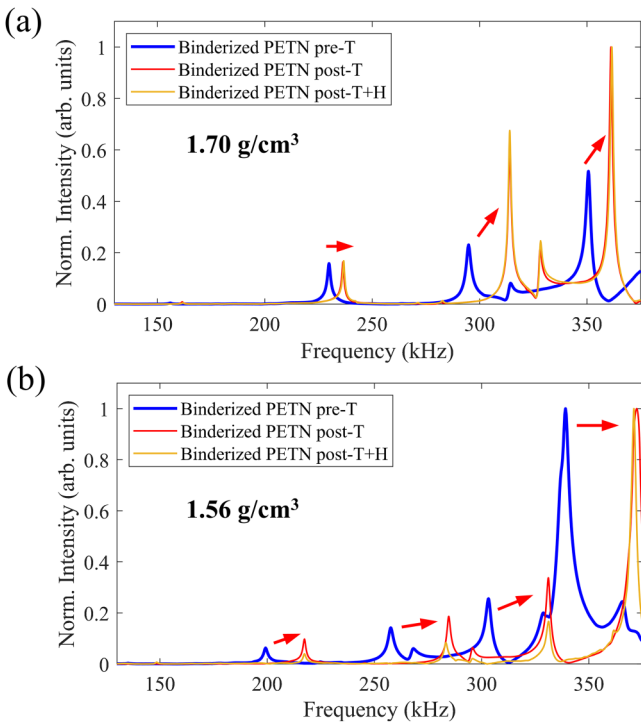 (a)
Norm. Intensity (arb. units)
1
0.8
0.6
0.4
0.2
0
Binderized PETN pre-T
Binderized PETN post-T
Binderized PETN post-T+H
1.70 g/cm³
150
200
250
300
350
Frequency (kHz)
(b)
Norm. Intensity (arb. units)
1
0.8
0.6
0.4
0.2
0
Binderized PETN pre-T
Binderized PETN post-T
Binderized PETN post-T+H
1.56 g/cm³
150
200
250
300
350
Frequency (kHz)